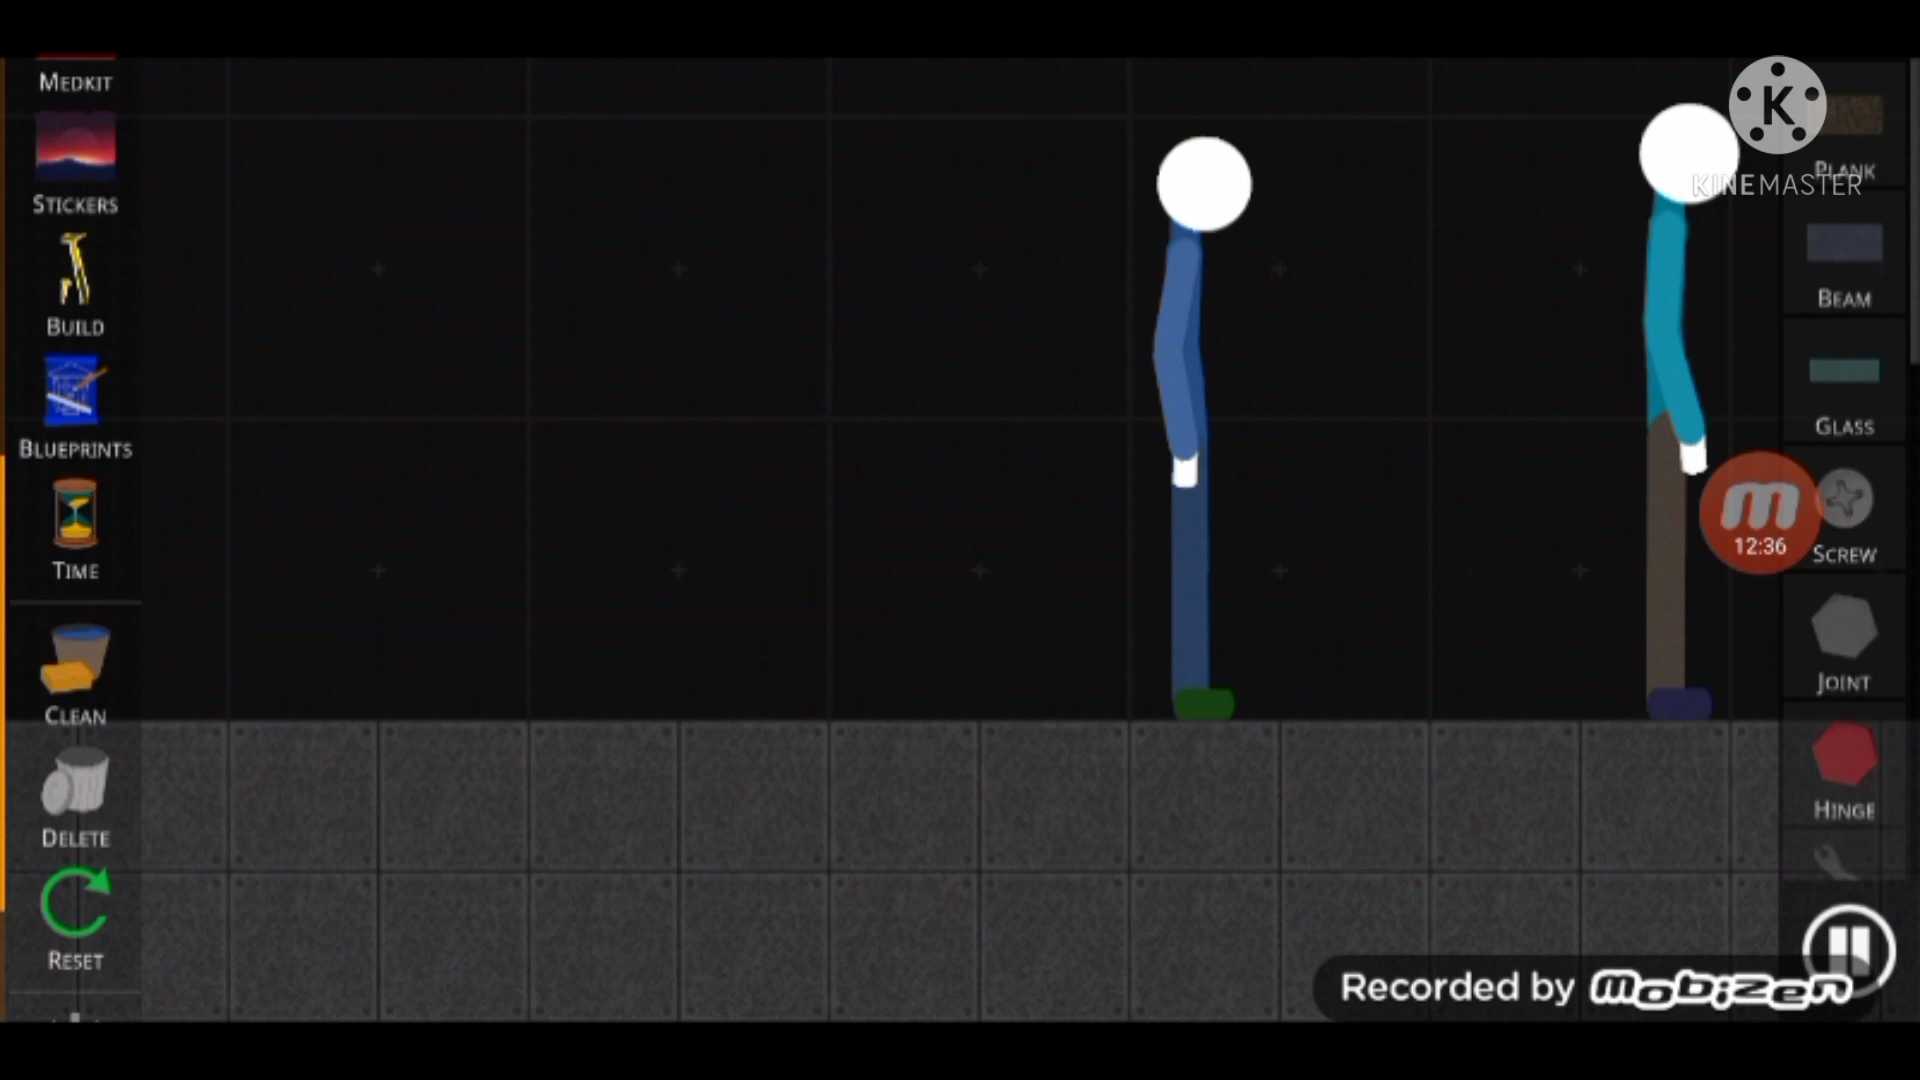 MEDKIT
STICKERS
BUILD
BLUEPRINTS
TIME
CLEAN
DELETE
RESET
K
KINEMASTER
PLANK
BEAM
GLASS
m
12:36
SCREW
JOINT
HINGE
Recorded by mobizen